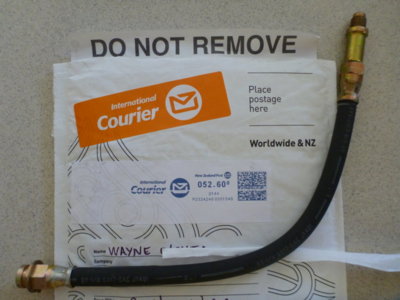 DO NOT REMOVE
International
Courier
Place
postage
here
Worldwide & NZ
New Zealand Post
International
Courier
052.60⁰
Name WAYNE
Company